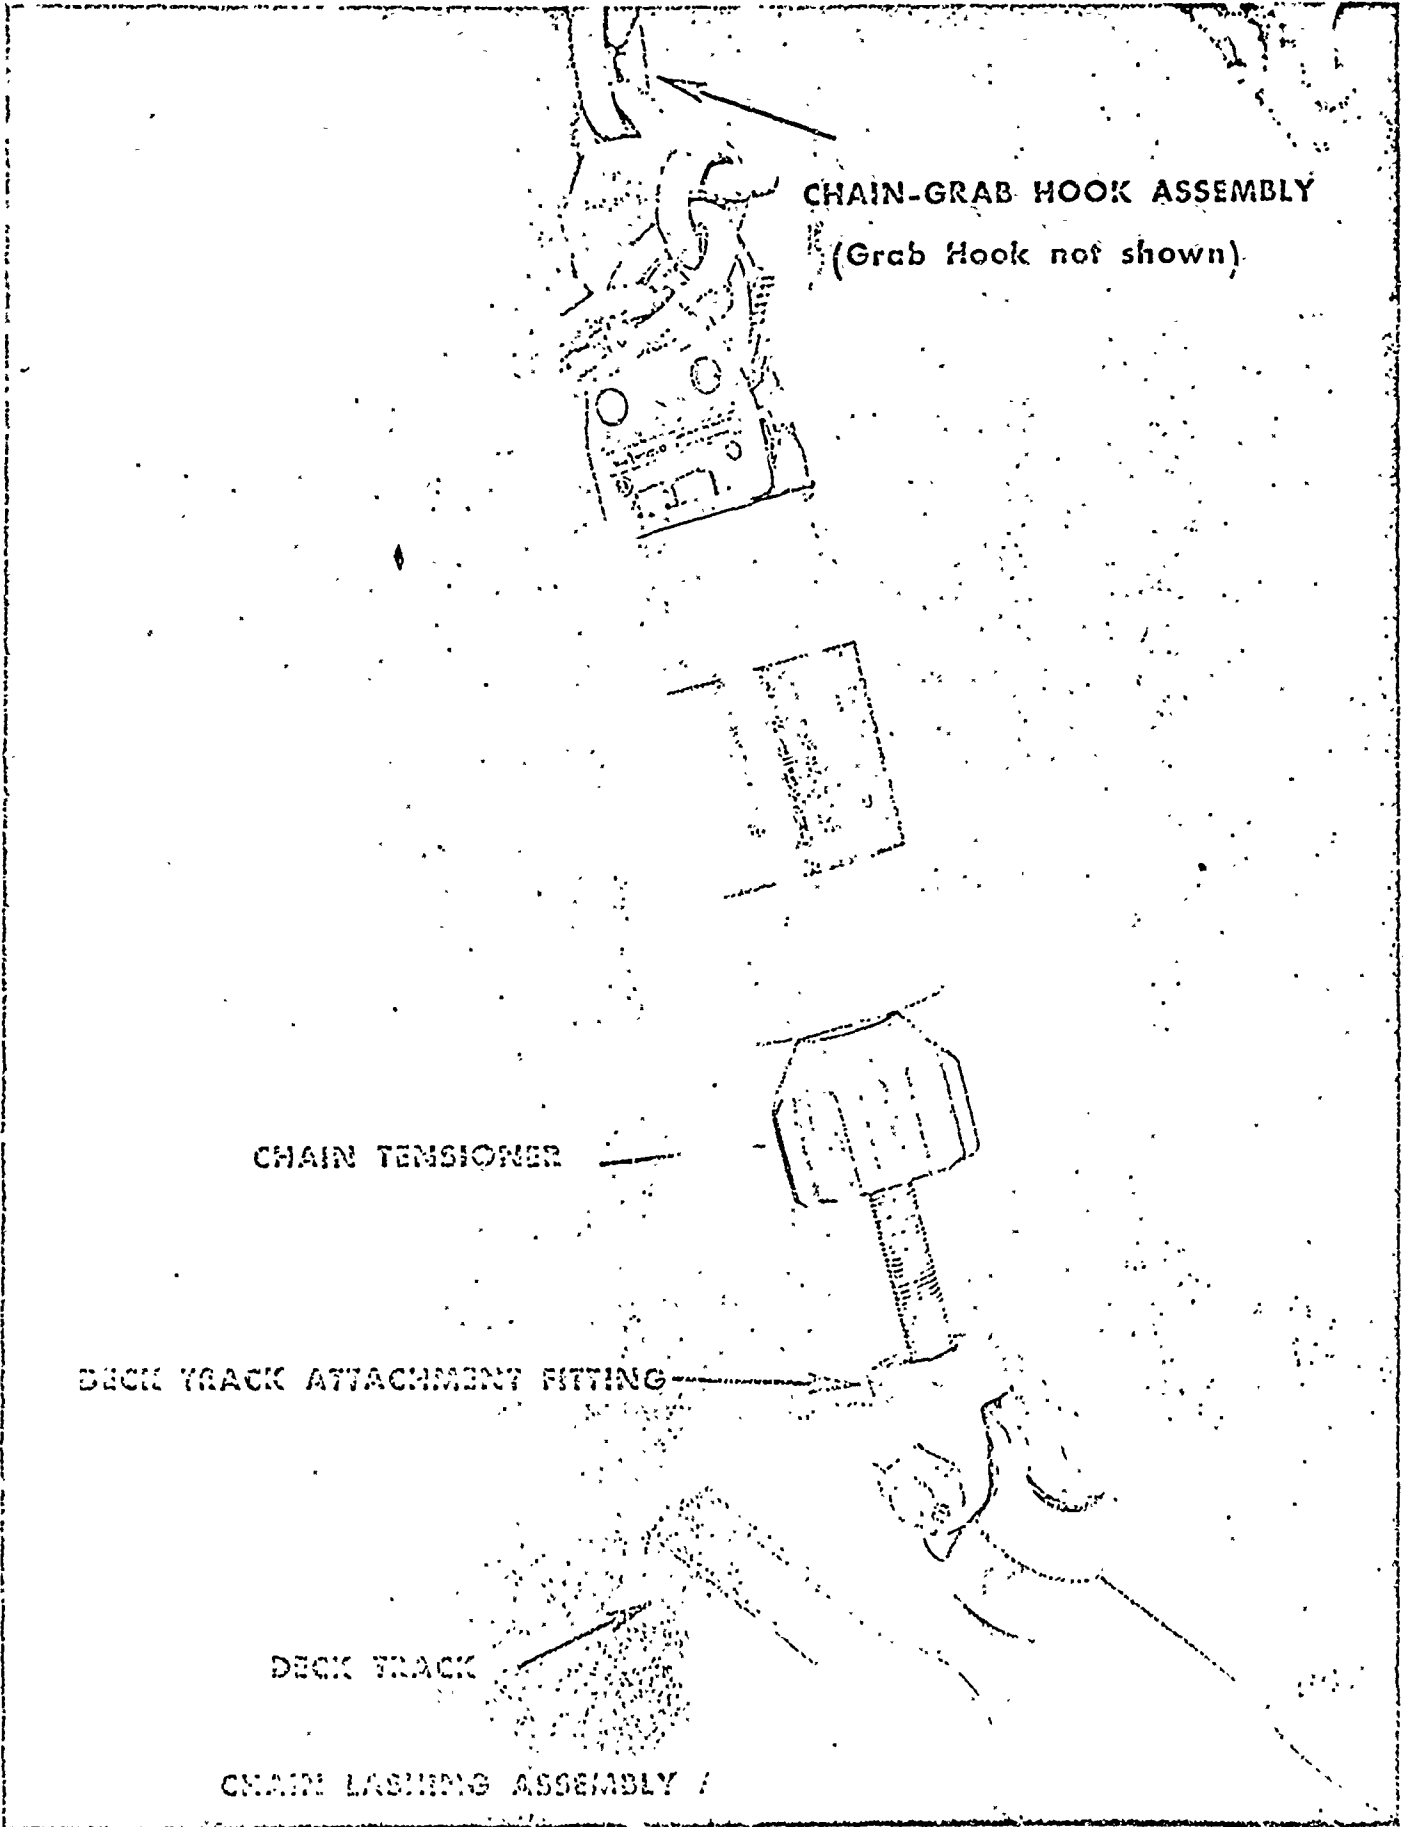 CHAIN-GRAB HOOK ASSEMBLY
(Grab Hook not shown)
CHAIN TENSIONER
DECK TRACK ATTACHMENT FITTING
DECK TRACK
CHAIN LASHING ASSEMBLY